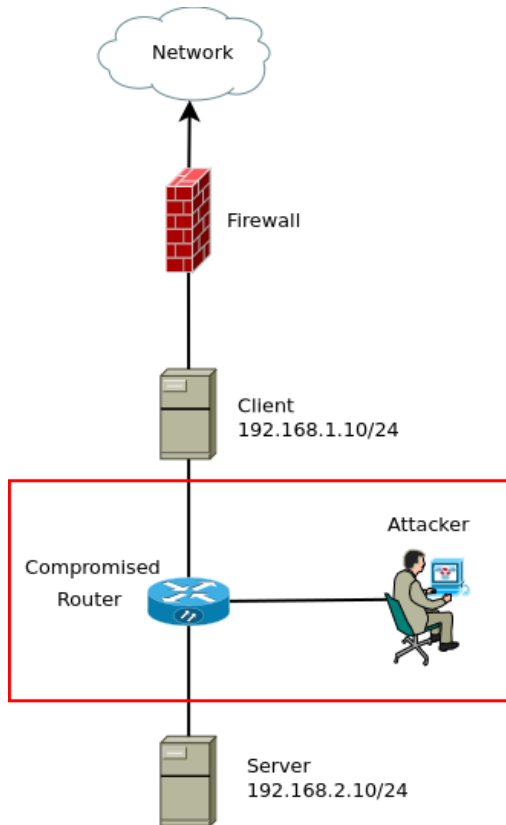 Network
Firewall
Client
192.168.1.10/24
Attacker
Compromised
Router
Server
192.168.2.10/24